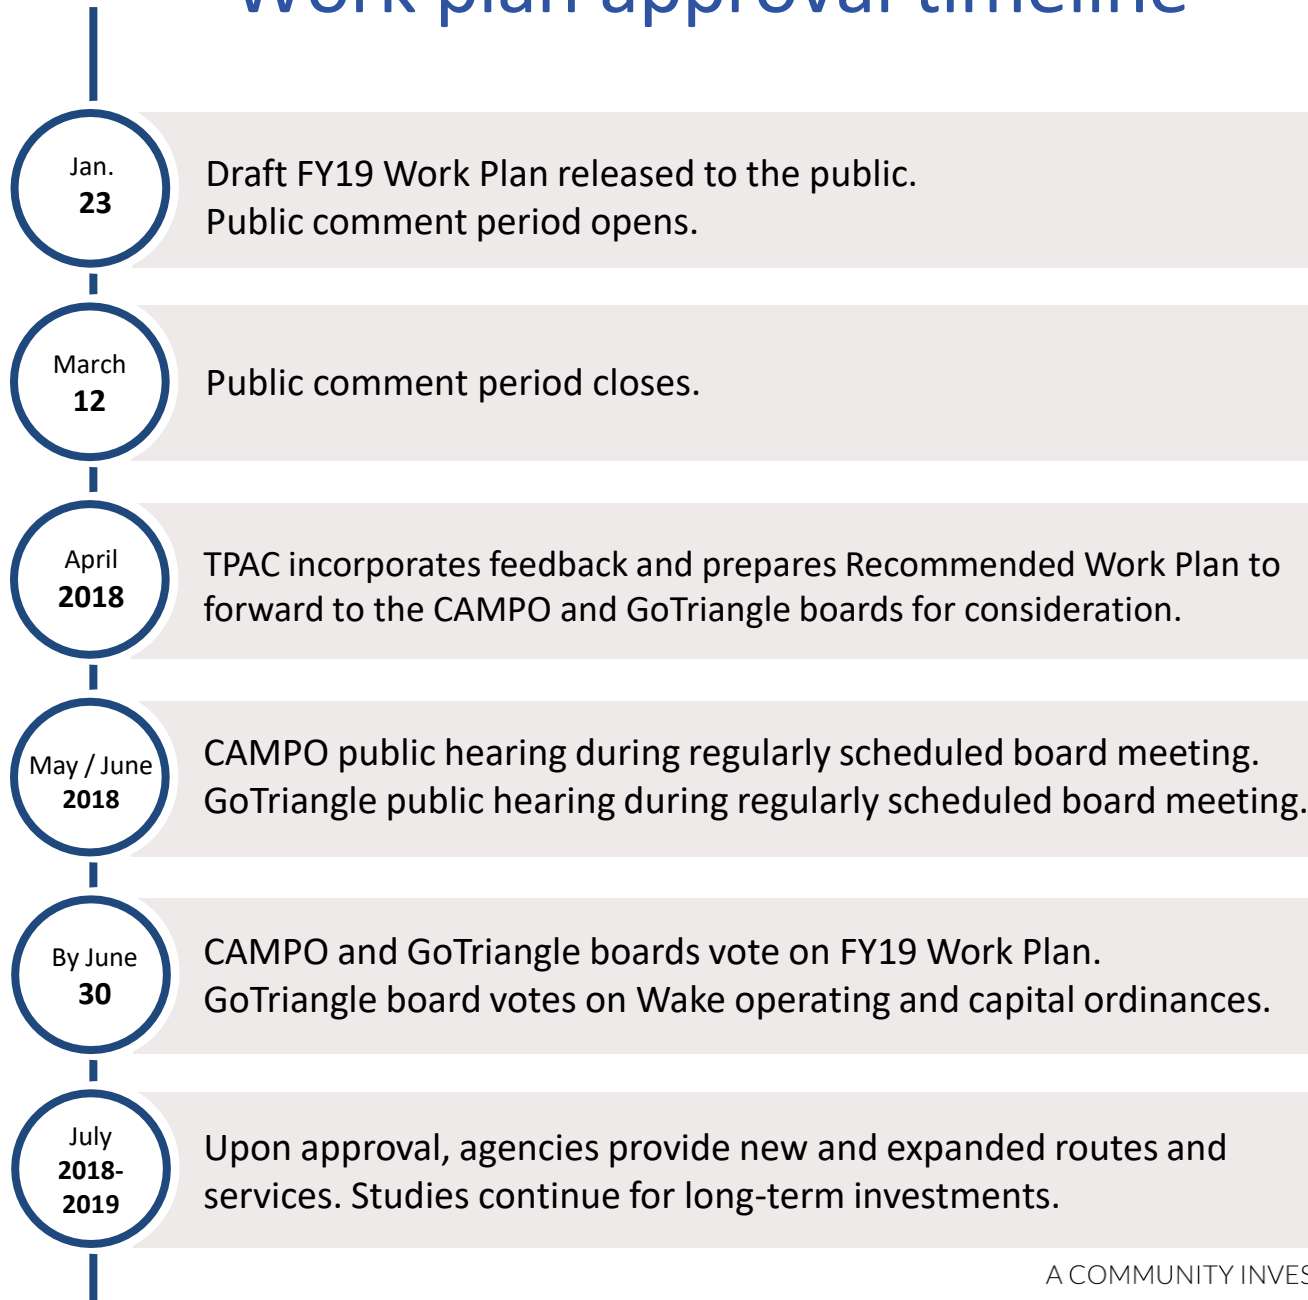 Work plan approval timeline
Jan.
23
Draft FY19 Work Plan released to the public.
Public comment period opens.
March
12
Public comment period closes.
April
2018
TPAC incorporates feedback and prepares Recommended Work Plan to
forward to the CAMPO and GoTriangle boards for consideration.
May / June
2018
CAMPO public hearing during regularly scheduled board meeting.
GoTriangle public hearing during regularly scheduled board meeting.
By June
30
CAMPO and GoTriangle boards vote on FY19 Work Plan.
GoTriangle board votes on Wake operating and capital ordinances.
July
2018-
2019
Upon approval, agencies provide new and expanded routes and
services. Studies continue for long-term investments.
A COMMUNITY INVES